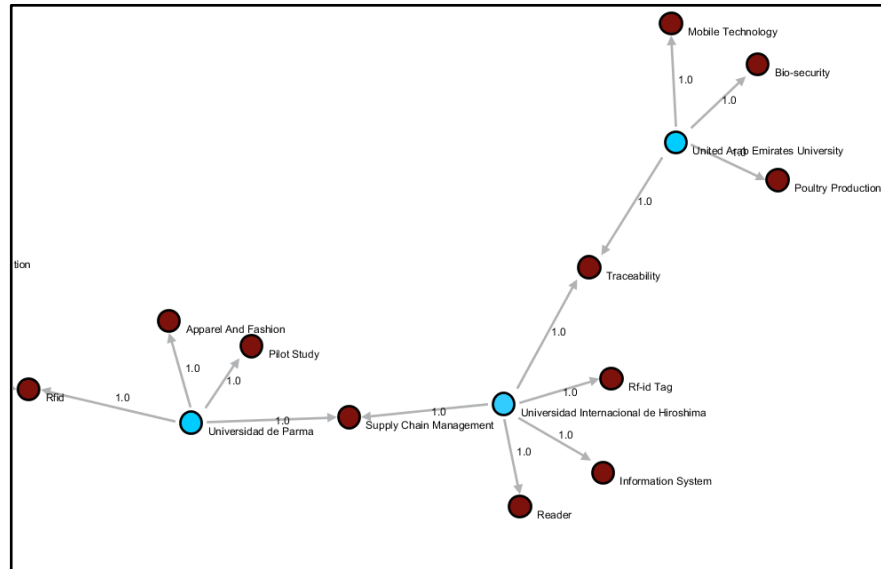 Mobile Technology
1.0
Bio-security
1.0
United Arab Emirates University
1.0
Poultry Production
1.0
tion
Traceability
Apparel And Fashion
1.0
Pilot Study
1.0
1.0
Rf-id Tag
1.0
Rfid
1.0
1.0
1.0
Universidad Internacional de Hiroshima
Supply Chain Management
Universidad de Parma
1.0
1.0
Information System
Reader